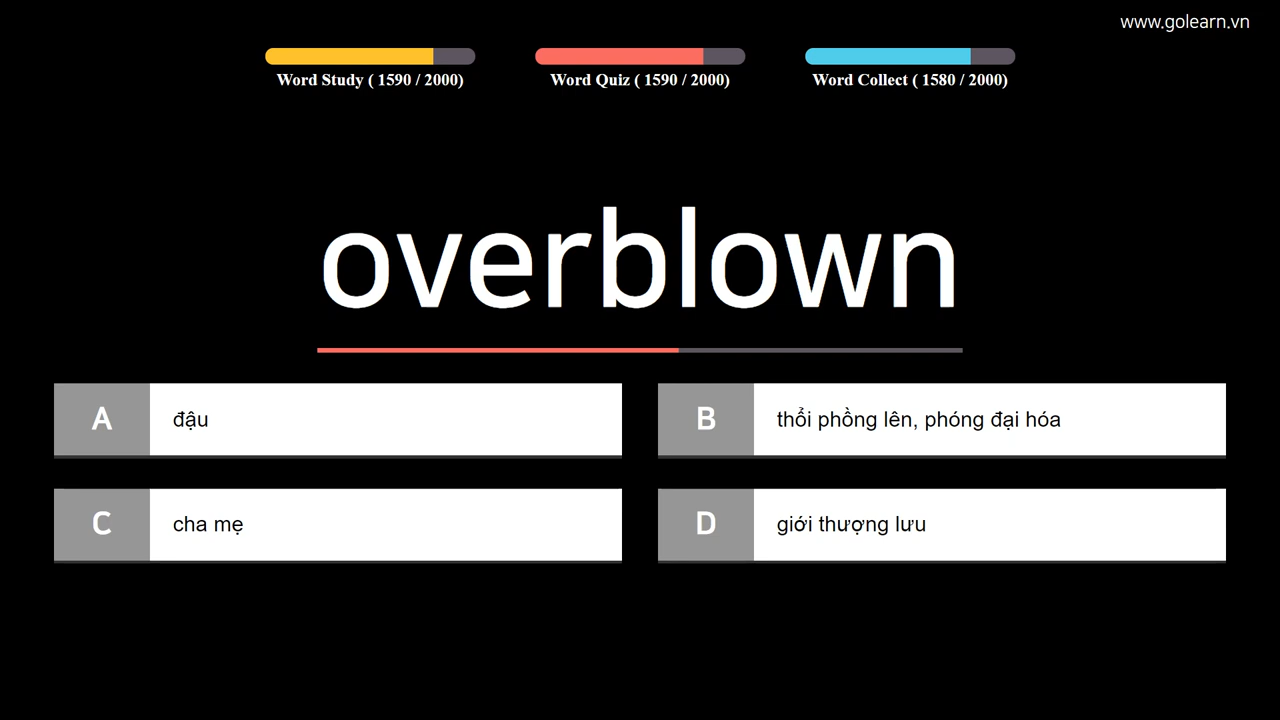 www.golearn.vn
Word Study ( 1590 / 2000)
Word Quiz ( 1590 / 2000)
Word Collect ( 1580 / 2000)
overblown
A đậu
B thổi phồng lên, phóng đại hóa
C cha mẹ
D giới thượng lưu